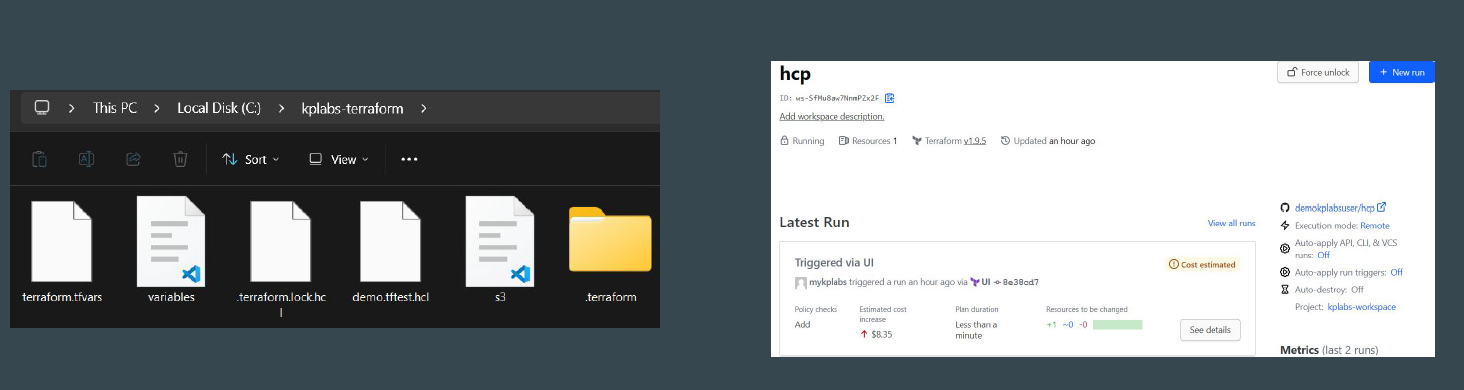 This PC > Local Disk (C:) > kplabs-terraform >
Sort
View
terraform.tfvars
variables
.terraform.lock.hc
l
demo.tftest.hcl
s3
.terraform
hcp
Force unlock
+ New run
ID: ws-SfMu8aw7NnmPZx2F
Add workspace description.
Running
Resources 1
Terraform v1.9.5
Updated an hour ago
Latest Run
View all runs
Triggered via UI
Cost estimated
mykplabs triggered a run an hour ago via UI 8e38od7
Policy checks
Add
Estimated cost
increase
$8.35
Plan duration
Less than a
minute
Resources to be changed
+1 ~0 -0
See details
demokplabsuser/hcp
Execution mode: Remote
Auto-apply API, CLI, & VCS
runs: Off
Auto-apply run triggers: Off
Auto-destroy: Off
Project: kplabs-workspace
Metrics (last 2 runs)